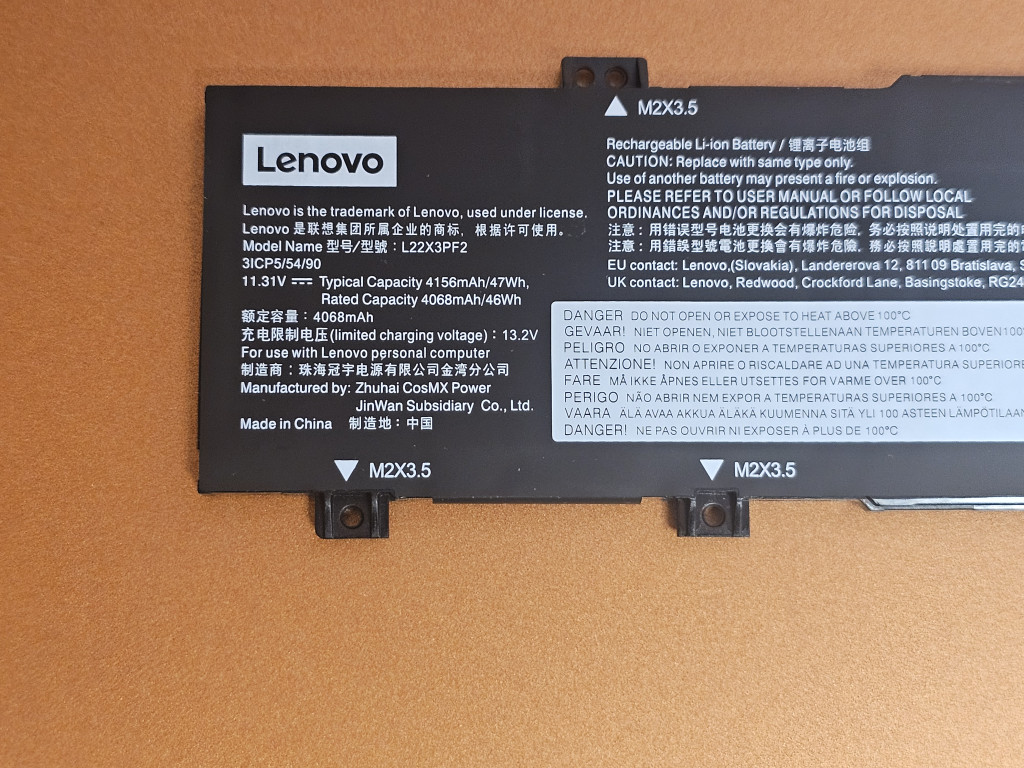 M2X3.5
Lenovo
Lenovo is the trademark of Lenovo, used under license.
Lenovo 是联想集团所属企业的商标，根据许可使用。
Model Name 型号/型號：L22X3PF2
3ICP5/54/90
11.31V ⎓ Typical Capacity 4156mAh/47Wh,
Rated Capacity 4068mAh/46Wh
额定容量：4068mAh
充电限制电压(limited charging voltage)：13.2V
For use with Lenovo personal computer
制造商：珠海冠宇电源有限公司金湾分公司
Manufactured by: Zhuhai CosMX Power
JinWan Subsidiary Co., Ltd.
Made in China 制造地：中国
Rechargeable Li-ion Battery / 锂离子电池组
CAUTION: Replace with same type only.
Use of another battery may present a fire or explosion.
PLEASE REFER TO USER MANUAL OR FOLLOW LOCAL
ORDINANCES AND/OR REGULATIONS FOR DISPOSAL
注意：用错误型号电池更换会有爆炸危险，务必按照说明处置用完的
注意：用錯誤型號電池更換會有爆炸危險，務必按照說明處置用完的
EU contact: Lenovo,(Slovakia), Landererova 12, 811 09 Bratislava,
UK contact: Lenovo, Redwood, Crockford Lane, Basingstoke, RG24
DANGER DO NOT OPEN OR EXPOSE TO HEAT ABOVE 100°C
GEVAAR! NIET OPENEN, NIET BLOOTSTELLENAAN TEMPERATUREN BOVEN100°
PELIGRO NO ABRIR O EXPONER A TEMPERATURAS SUPERIORES A 100°C
ATTENZIONE! NON APRIRE O RISCALDARE AD UNA TEMPERATURA SUPERIORE
FARE MÅ IKKE ÅPNES ELLER UTSETTES FOR VARME OVER 100°C
PERIGO NÃO ABRIR NEM EXPOR A TEMPERATURAS SUPERIORES A 100°C
VAARA ÄLÄ AVAA AKKUA ÄLÄKÄ KUUMENNA SITÄ YLI 100 ASTEEN LÄMPÖTILAAN
DANGER! NE PAS OUVRIR NI EXPOSER À PLUS DE 100°C
M2X3.5
M2X3.5